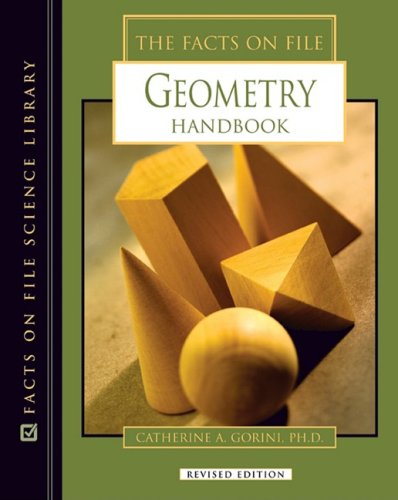 FACTS ON FILE SCIENCE LIBRARY
THE FACTS ON FILE
GEOMETRY
HANDBOOK
CATHERINE A. GORINI, PH.D.
REVISED EDITION